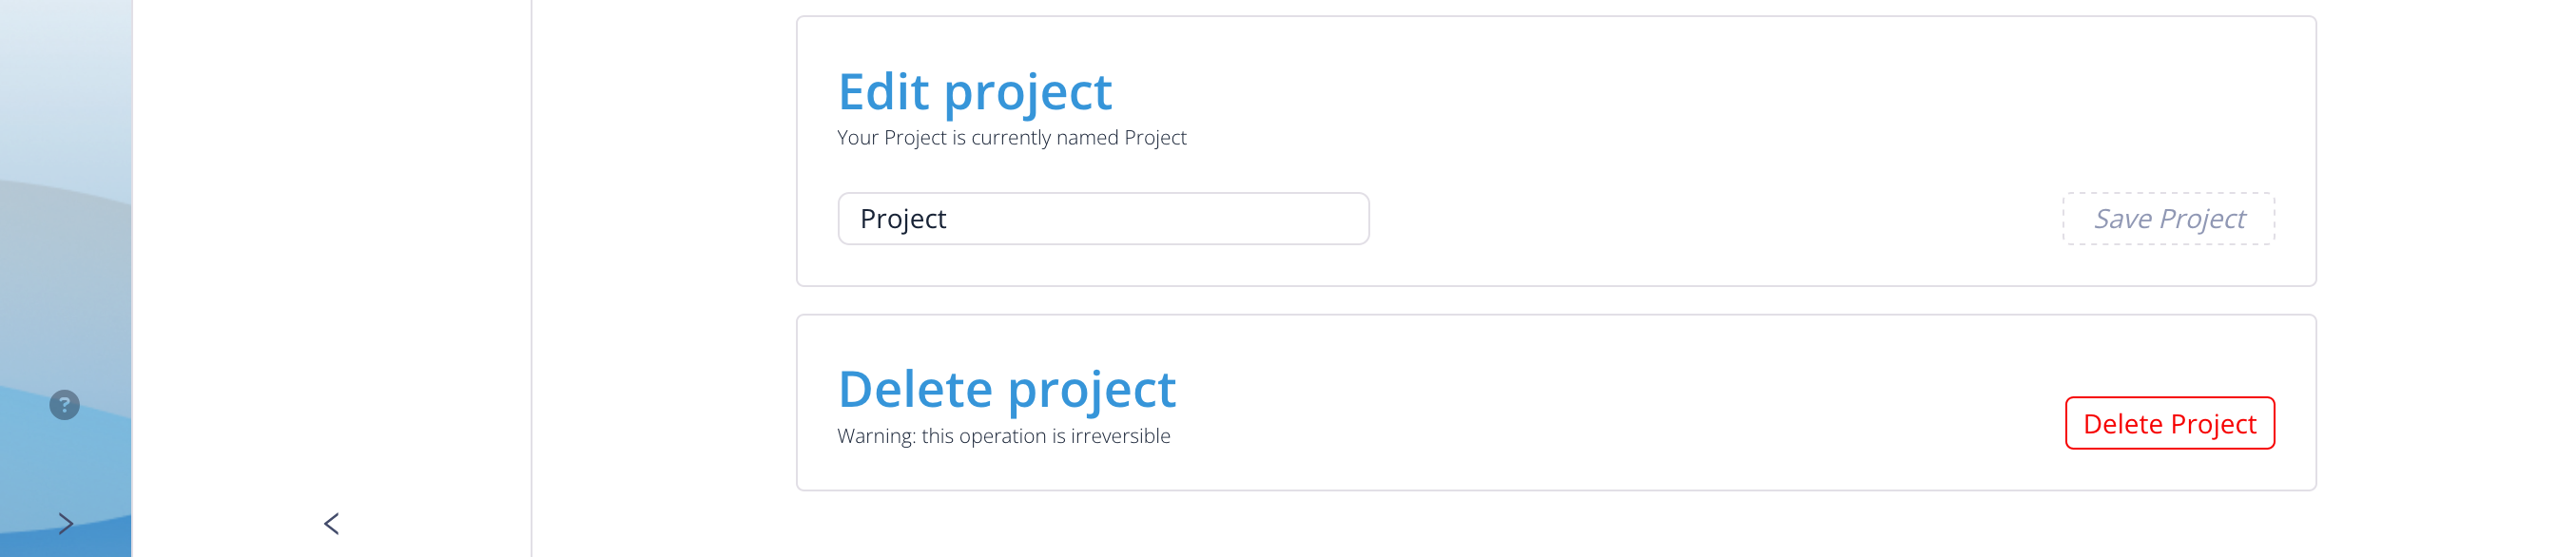 Edit project
Your Project is currently named Project
Project
Save Project
Delete project
Warning: this operation is irreversible
Delete Project
?